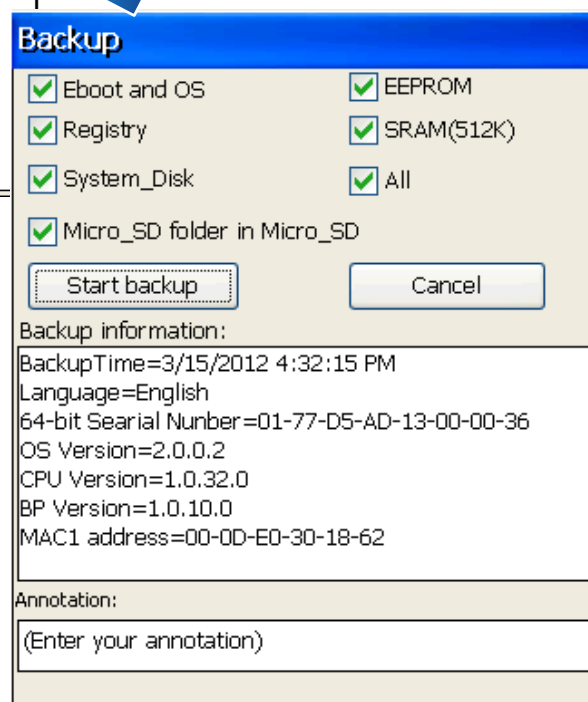 Backup
Eboot and OS
EEPROM
Registry
SRAM(512K)
System_Disk
All
Micro_SD folder in Micro_SD
Start backup
Cancel
Backup information:
BackupTime=3/15/2012 4:32:15 PM
Language=English
64-bit Searial Nunber=01-77-D5-AD-13-00-00-36
OS Version=2.0.0.2
CPU Version=1.0.32.0
BP Version=1.0.10.0
MAC1 address=00-0D-E0-30-18-62
Annotation:
(Enter your annotation)